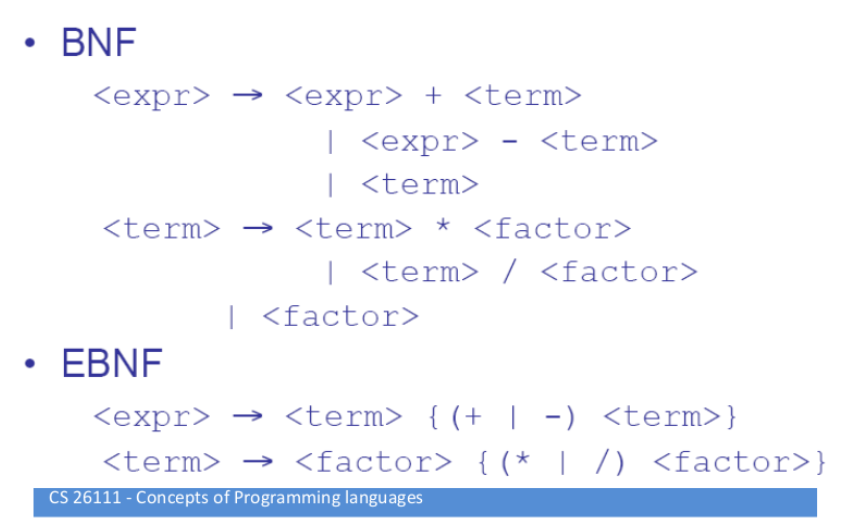 • BNF
<expr> → <expr> + <term>
| <expr> - <term>
| <term>
<term> → <term> * <factor>
| <term> / <factor>
| <factor>
• EBNF
<expr> → <term> {(+ | -) <term>}
<term> → <factor> {(* | /) <factor>}
CS 26111 - Concepts of Programming languages